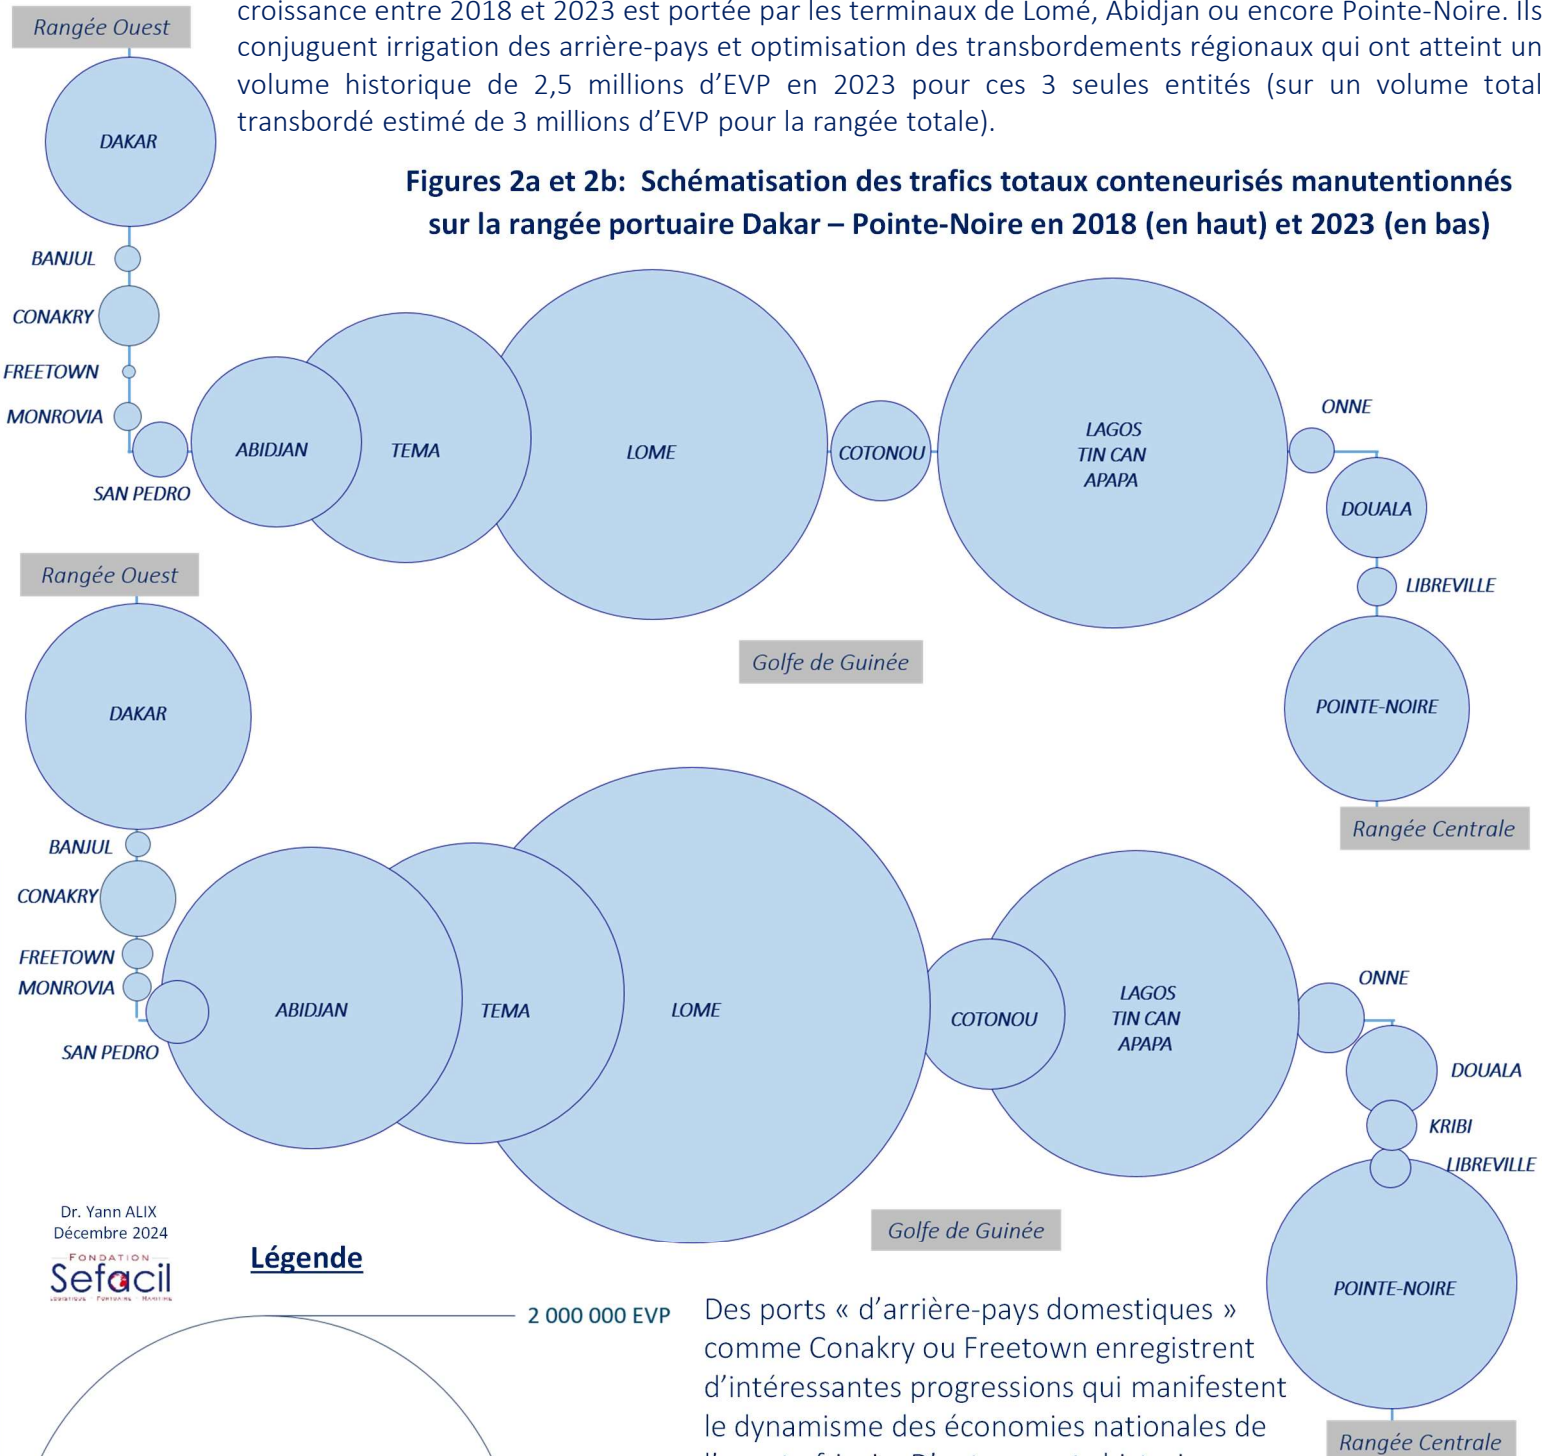 croissance entre 2018 et 2023 est portée par les terminaux de Lomé, Abidjan ou encore Pointe-Noire. Ils
conjuguent irrigation des arrière-pays et optimisation des transbordements régionaux qui ont atteint un
volume historique de 2,5 millions d’EVP en 2023 pour ces 3 seules entités (sur un volume total
transbordé estimé de 3 millions d’EVP pour la rangée totale).
Figures 2a et 2b: Schématisation des trafics totaux conteneurisés manutentionnés
sur la rangée portuaire Dakar – Pointe-Noire en 2018 (en haut) et 2023 (en bas)
Rangée Ouest
DAKAR
BANJUL
CONAKRY
FREETOWN
MONROVIA
SAN PEDRO
ABIDJAN
TEMA
LOME
COTONOU
LAGOS
TIN CAN
APAPA
ONNE
DOUALA
LIBREVILLE
POINTE-NOIRE
Golfe de Guinée
Rangée Centrale
Rangée Ouest
DAKAR
BANJUL
CONAKRY
FREETOWN
MONROVIA
SAN PEDRO
ABIDJAN
TEMA
LOME
COTONOU
LAGOS
TIN CAN
APAPA
ONNE
DOUALA
KRIBI
LIBREVILLE
POINTE-NOIRE
Golfe de Guinée
Rangée Centrale
Dr. Yann ALIX
Décembre 2024
FONDATION
Sefacil
LOGISTIQUE PORTUAIRE MARITIME
Légende
2 000 000 EVP
Des ports « d’arrière-pays domestiques »
comme Conakry ou Freetown enregistrent
d’intéressantes progressions qui manifestent
le dynamisme des économies nationales de